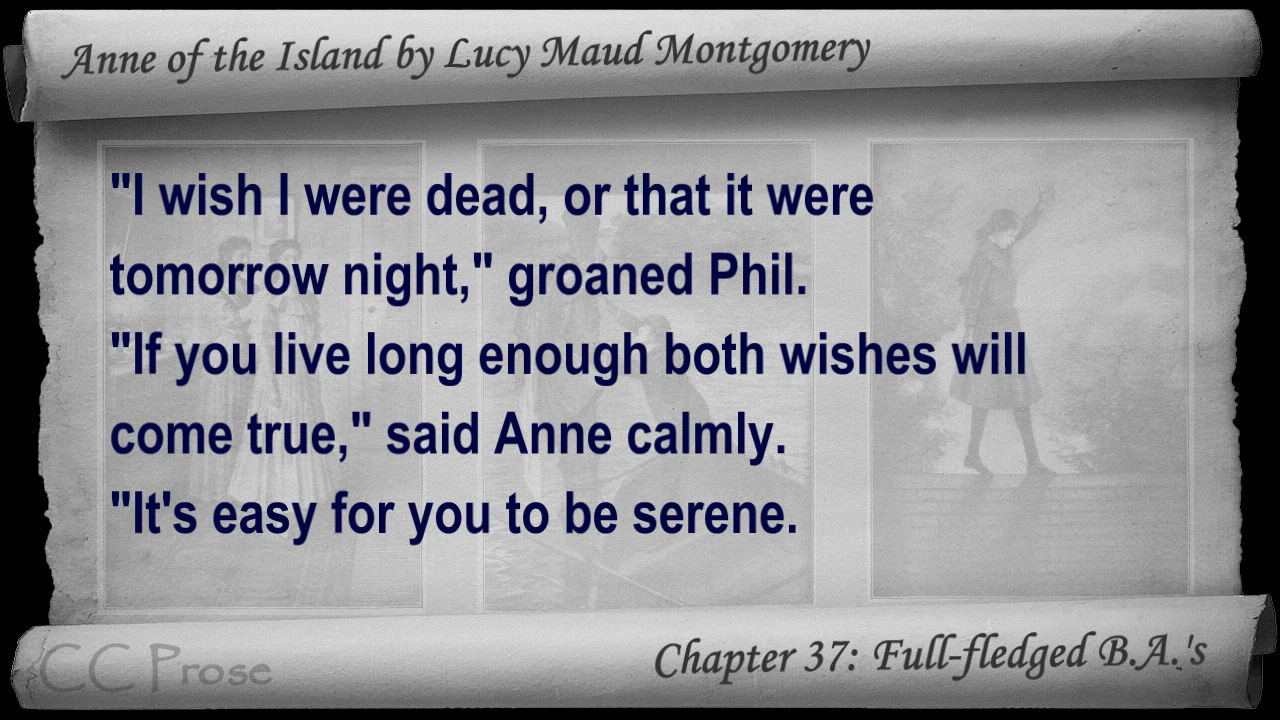 Anne of the Island by Lucy Maud Montgomery
"I wish I were dead, or that it were
tomorrow night," groaned Phil.
"If you live long enough both wishes will
come true," said Anne calmly.
"It's easy for you to be serene.
CC Prose
Chapter 37: Full-fledged B.A.'s